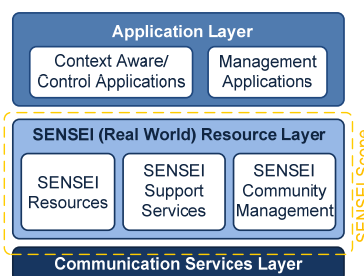 Application Layer
Context Aware/
Control Applications
Management
Applications
SENSEI (Real World) Resource Layer
SENSEI
Resources
SENSEI
Support
Services
SENSEI
Community
Management
SENSEI Scope
Communication Services Layer